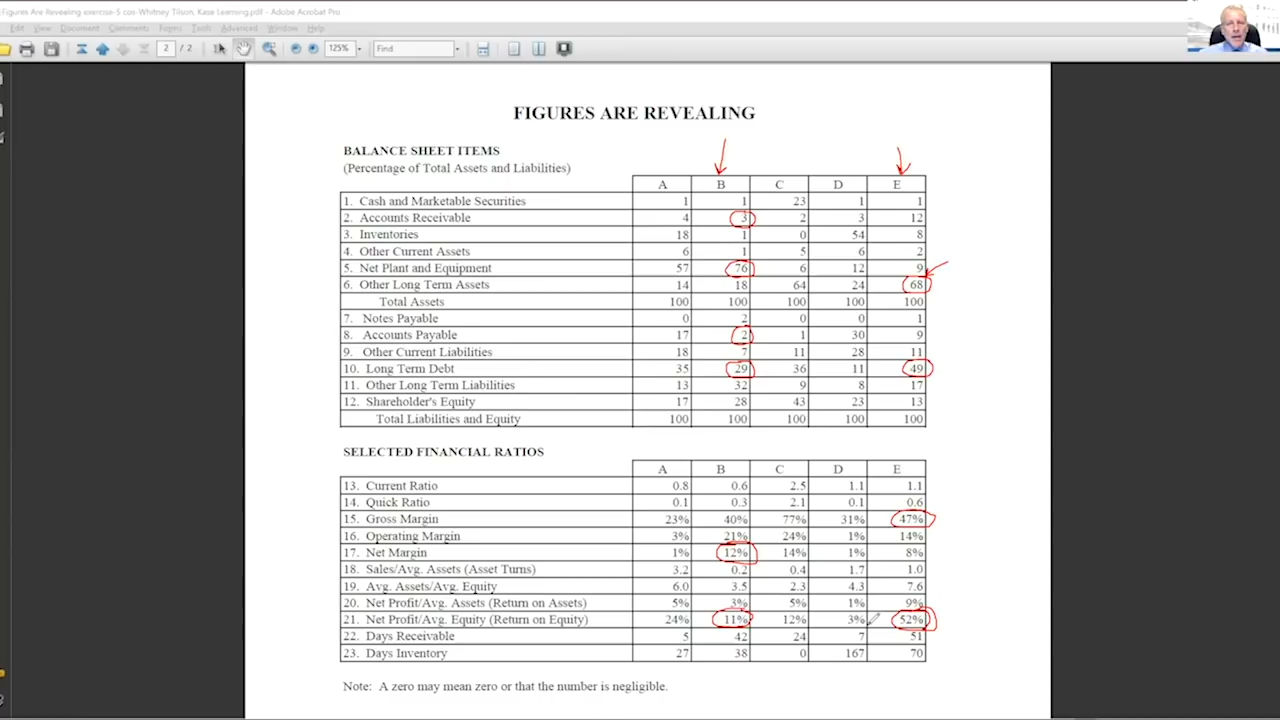 Figures Are Revealing exercise-5 cos-Whitney Tilson, Kase Learning.pdf - Adobe Acrobat Pro
Edit View Document Comments Forms Tools Advanced Window Help
2 / 2 125% Find
FIGURES ARE REVEALING
BALANCE SHEET ITEMS
(Percentage of Total Assets and Liabilities)
A B C D E
1. Cash and Marketable Securities 1 1 23 1 1
2. Accounts Receivable 4 3 2 3 12
3. Inventories 18 1 0 54 8
4. Other Current Assets 6 1 5 6 2
5. Net Plant and Equipment 57 76 6 12 9
6. Other Long Term Assets 14 18 64 24 68
Total Assets 100 100 100 100 100
7. Notes Payable 0 2 0 0 1
8. Accounts Payable 17 2 1 30 9
9. Other Current Liabilities 18 7 11 28 11
10. Long Term Debt 35 29 36 11 49
11. Other Long Term Liabilities 13 32 9 8 17
12. Shareholder's Equity 17 28 43 23 13
Total Liabilities and Equity 100 100 100 100 100
SELECTED FINANCIAL RATIOS
A B C D E
13. Current Ratio 0.8 0.6 2.5 1.1 1.1
14. Quick Ratio 0.1 0.3 2.1 0.1 0.6
15. Gross Margin 23% 40% 77% 31% 47%
16. Operating Margin 3% 21% 24% 1% 14%
17. Net Margin 1% 12% 14% 1% 8%
18. Sales/Avg. Assets (Asset Turns) 3.2 0.2 0.4 1.7 1.0
19. Avg. Assets/Avg. Equity 6.0 3.5 2.3 4.3 7.6
20. Net Profit/Avg. Assets (Return on Assets) 5% 3% 5% 1% 9%
21. Net Profit/Avg. Equity (Return on Equity) 24% 11% 12% 3% 52%
22. Days Receivable 5 42 24 7 51
23. Days Inventory 27 38 0 167 70
Note: A zero may mean zero or that the number is negligible.